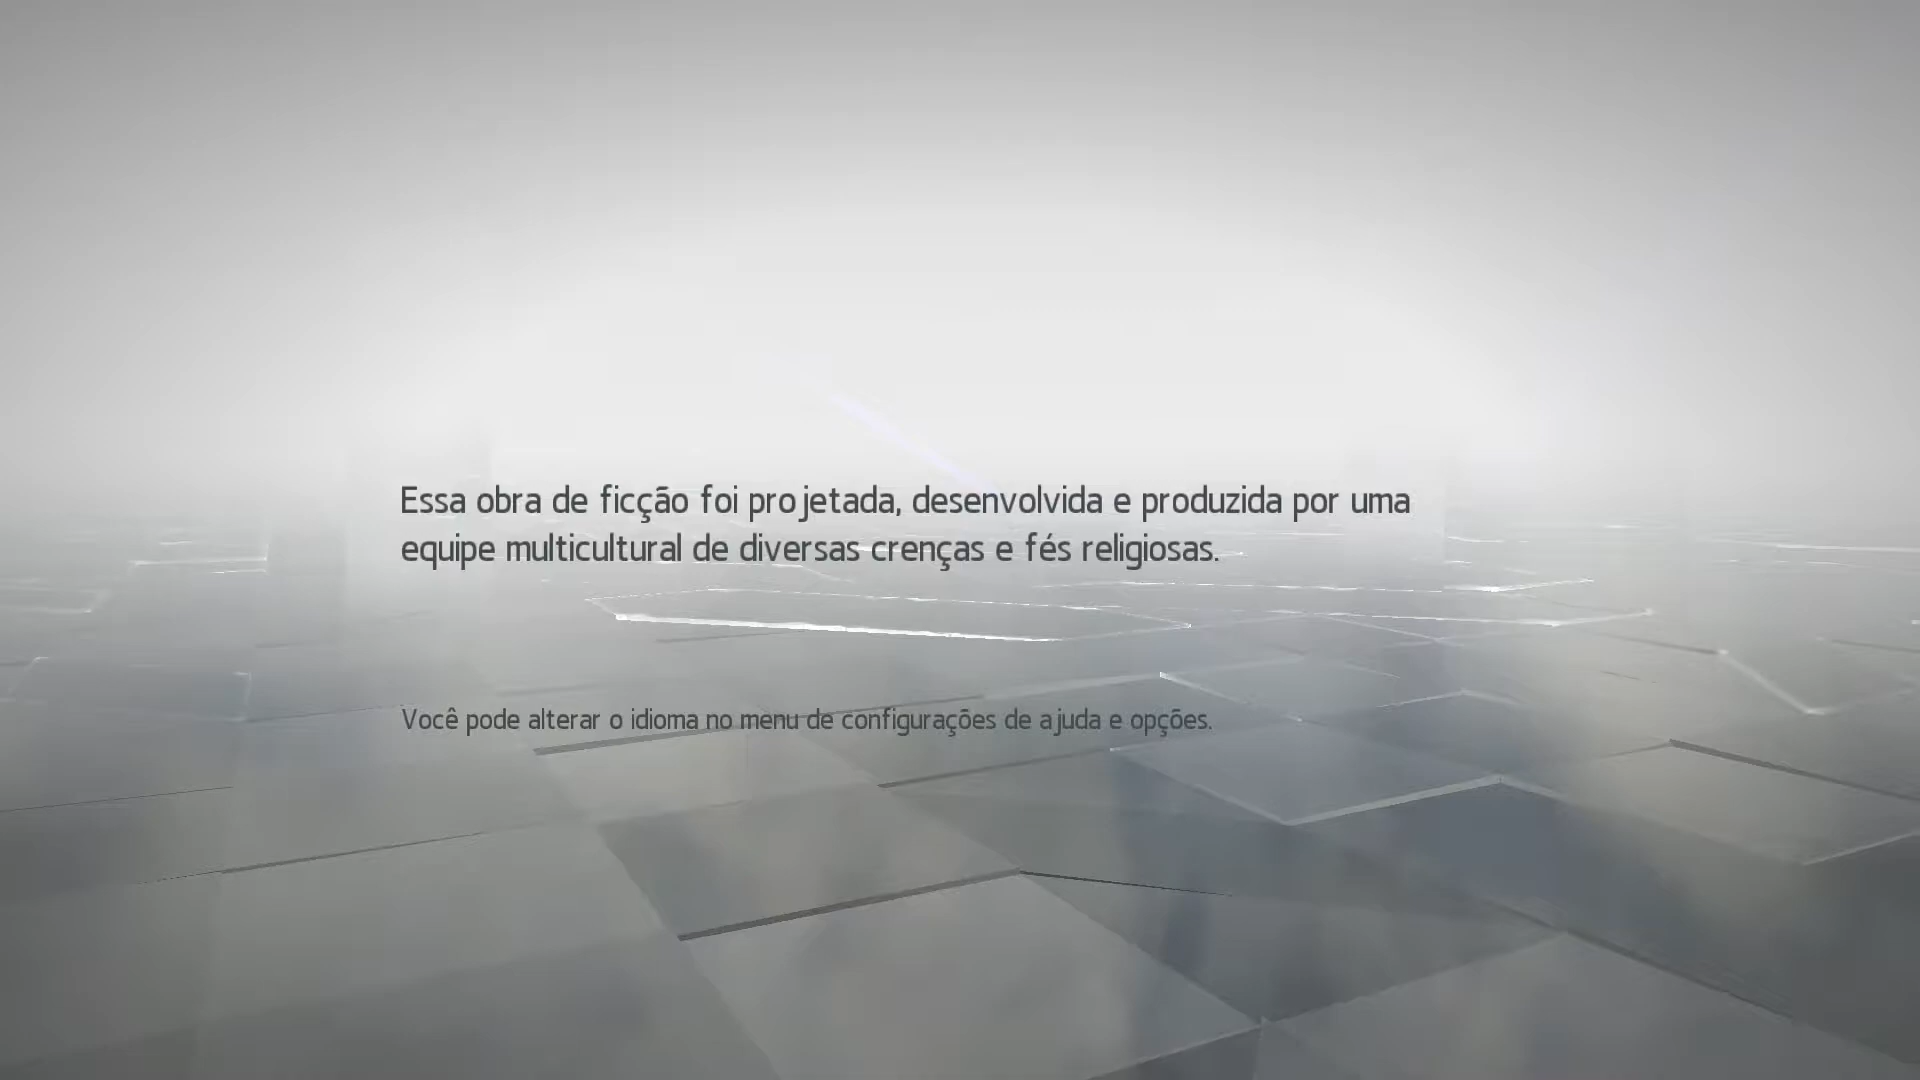 Essa obra de ficção foi projetada, desenvolvida e produzida por uma
equipe multicultural de diversas crenças e fés religiosas.
Você pode alterar o idioma no menu de configurações de ajuda e opções.